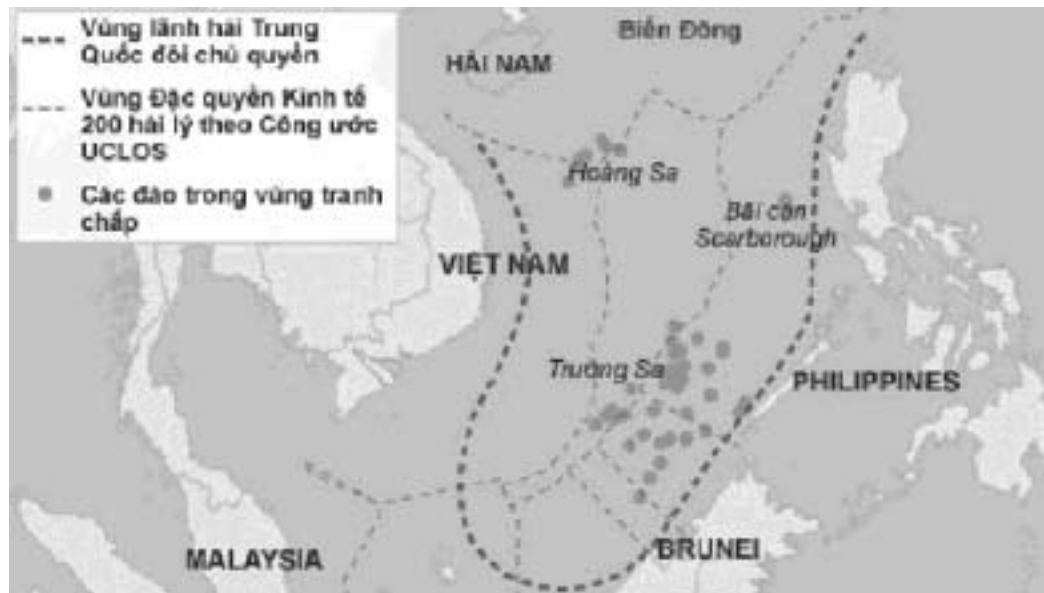 Vùng lãnh hải Trung
Quốc đòi chủ quyền
Vùng Đặc quyền Kinh tế
200 hải lý theo Công ước
UCLOS
Các đảo trong vùng tranh
chấp
Biển Đông
HẢI NAM
Hoàng Sa
Bãi cạn
Scarborough
VIỆT NAM
Trường Sa
PHILIPPINES
MALAYSIA
BRUNEI